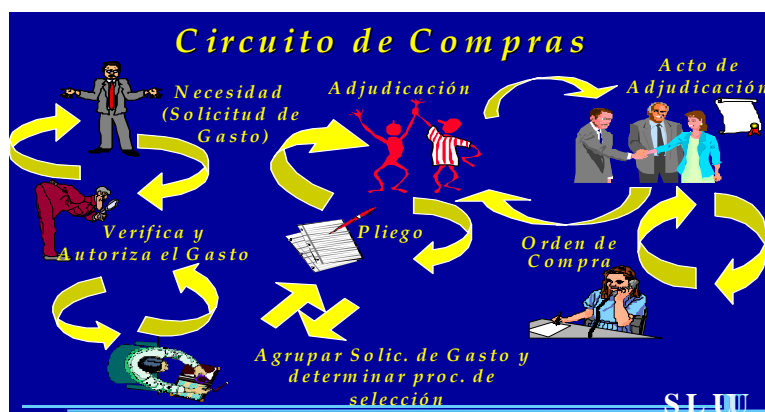 Circuito de Compras
Necesidad
(Solicitud de
Gasto)
Adjudicación
Acto de
Adjudicación
Verifica y
Autoriza el Gasto
Pliego
Orden de
Compra
Agrupar Solic. de Gasto y
determinar proc. de
selección